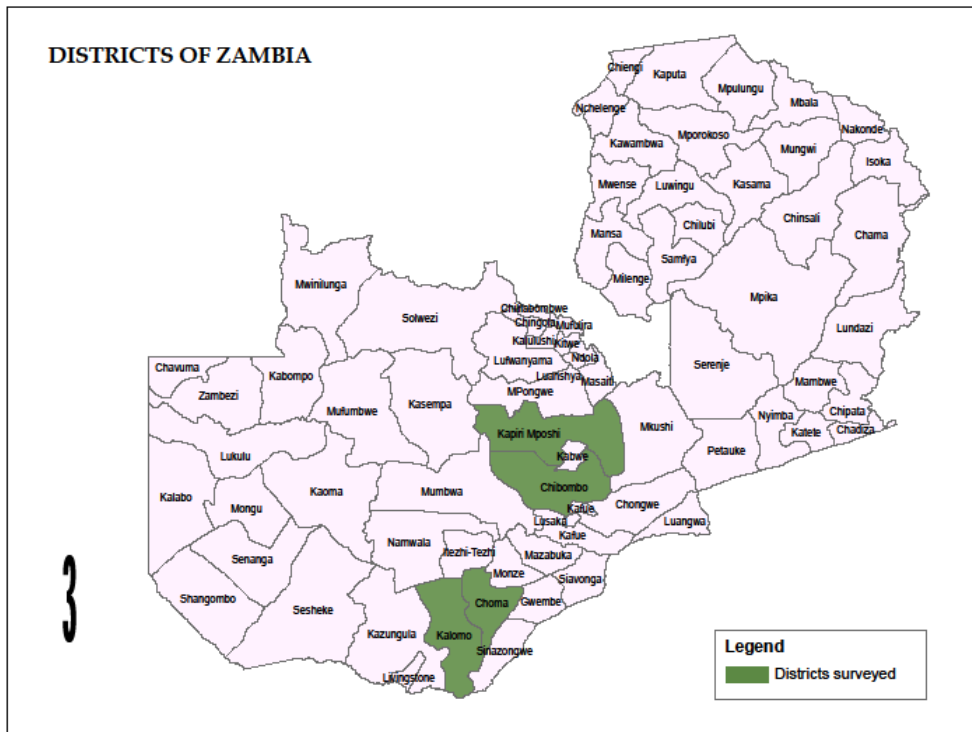 DISTRICTS OF ZAMBIA
Chiengi
Kaputa
Mpulungu
Mbala
Nchelenge
Nakonde
Kawambwa
Mporokoso
Mungwi
Isoka
Mwense
Luwingu
Kasama
Chinsali
Chilubi
Mansa
Chama
Samfya
Milenge
Mwinilunga
Mpika
Solwezi
Chililabombwe
Chingola
Mufulira
Kalulushi
Kitwe
Lundazi
Ndola
Lufwanyama
Serenje
Chavuma
Kabompo
Luanshya
Masaiti
Mambwe
Zambezi
MPongwe
Kasempa
Mufumbwe
Nyimba
Chipata
Mkushi
Katete
Chadiza
Kapiri Mposhi
Petauke
Lukulu
Kabwe
Chibombo
Kalabo
Kaoma
Mumbwa
Mongu
Kafue
Chongwe
Lusaka
Luangwa
Kafue
Namwala
Itezhi-Tezhi
Mazabuka
Senanga
Monze
Siavonga
Shangombo
Choma
Gwembe
Sesheke
Kazungula
Kalomo
Sinazongwe
Livingstone
3
Legend
Districts surveyed